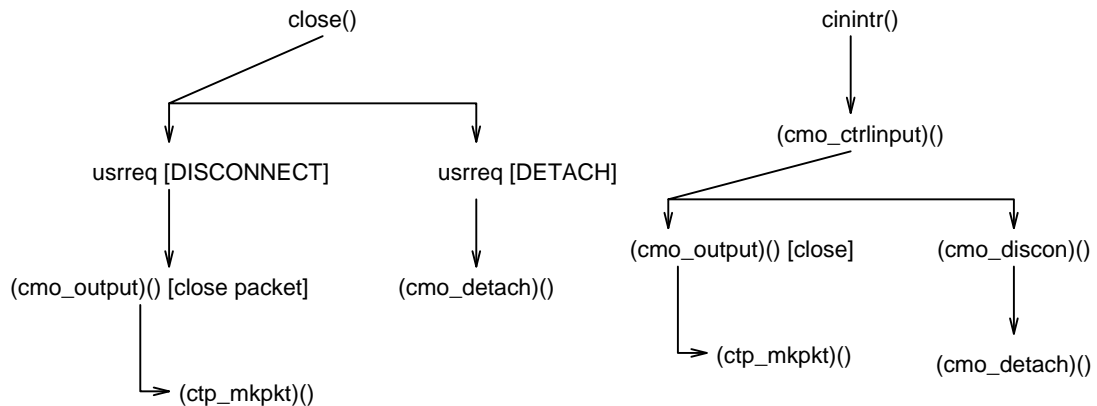 close()
cinintr()
(cmo_ctrlinput)()
usrreq [DISCONNECT]
usrreq [DETACH]
(cmo_output)() [close]
(cmo_discon)()
(cmo_output)() [close packet]
(cmo_detach)()
(ctp_mkpkt)()
(cmo_detach)()
(ctp_mkpkt)()